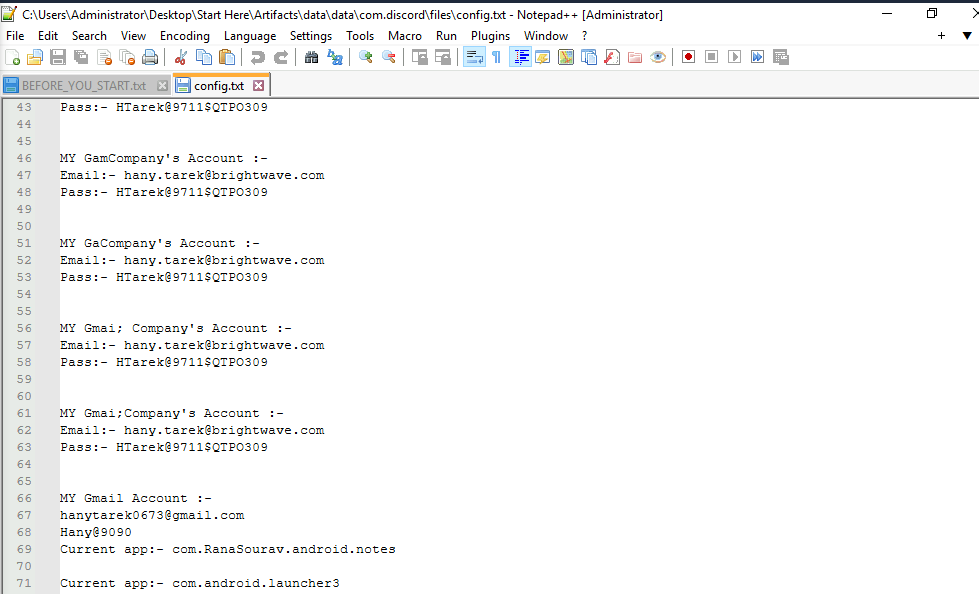 C:\Users\Administrator\Desktop\Start Here\Artifacts\data\data\com.discord\files\config.txt - Notepad++ [Administrator]
File Edit Search View Encoding Language Settings Tools Macro Run Plugins Window ?
BEFORE_YOU_START.txt config.txt
43 Pass:- HTarek@9711$QTPO309
44
45
46 MY GamCompany's Account :-
47 Email:- hany.tarek@brightwave.com
48 Pass:- HTarek@9711$QTPO309
49
50
51 MY GaCompany's Account :-
52 Email:- hany.tarek@brightwave.com
53 Pass:- HTarek@9711$QTPO309
54
55
56 MY Gmai; Company's Account :-
57 Email:- hany.tarek@brightwave.com
58 Pass:- HTarek@9711$QTPO309
59
60
61 MY Gmai;Company's Account :-
62 Email:- hany.tarek@brightwave.com
63 Pass:- HTarek@9711$QTPO309
64
65
66 MY Gmail Account :-
67 hanytarek0673@gmail.com
68 Hany@9090
69 Current app:- com.RanaSourav.android.notes
70
71 Current app:- com.android.launcher3